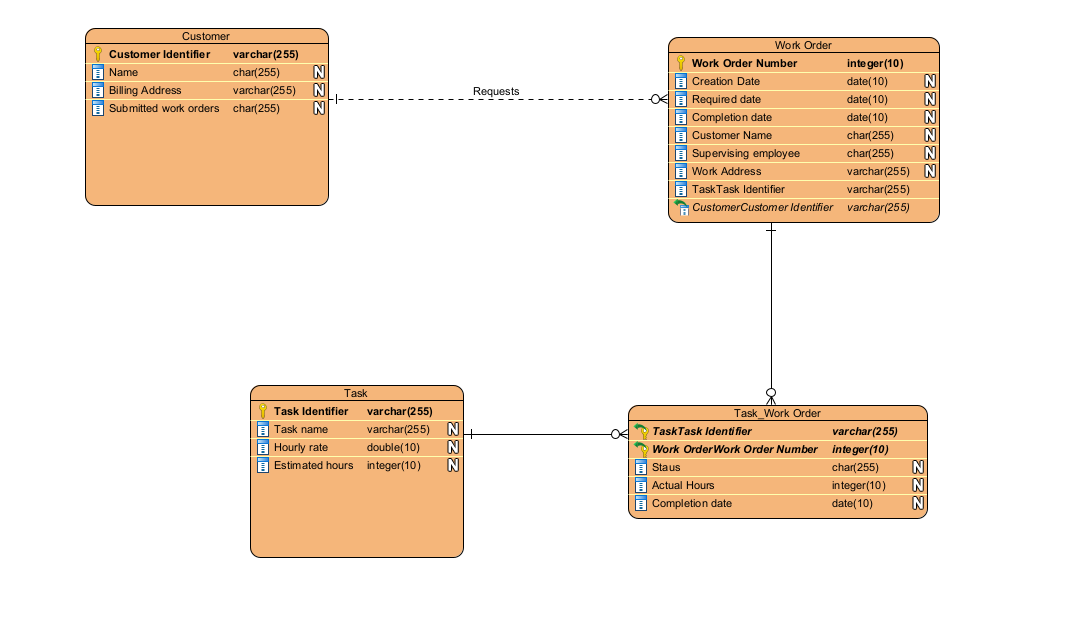 Customer
Customer Identifier varchar(255)
Name char(255) N
Billing Address varchar(255) N
Submitted work orders char(255) N
Requests
Work Order
Work Order Number integer(10)
Creation Date date(10) N
Required date date(10) N
Completion date date(10) N
Customer Name char(255) N
Supervising employee char(255) N
Work Address varchar(255) N
TaskTask Identifier varchar(255)
CustomerCustomer Identifier varchar(255)
Task
Task Identifier varchar(255)
Task name varchar(255) N
Hourly rate double(10) N
Estimated hours integer(10) N
Task_Work Order
TaskTask Identifier varchar(255)
Work OrderWork Order Number integer(10)
Staus char(255) N
Actual Hours integer(10) N
Completion date date(10) N